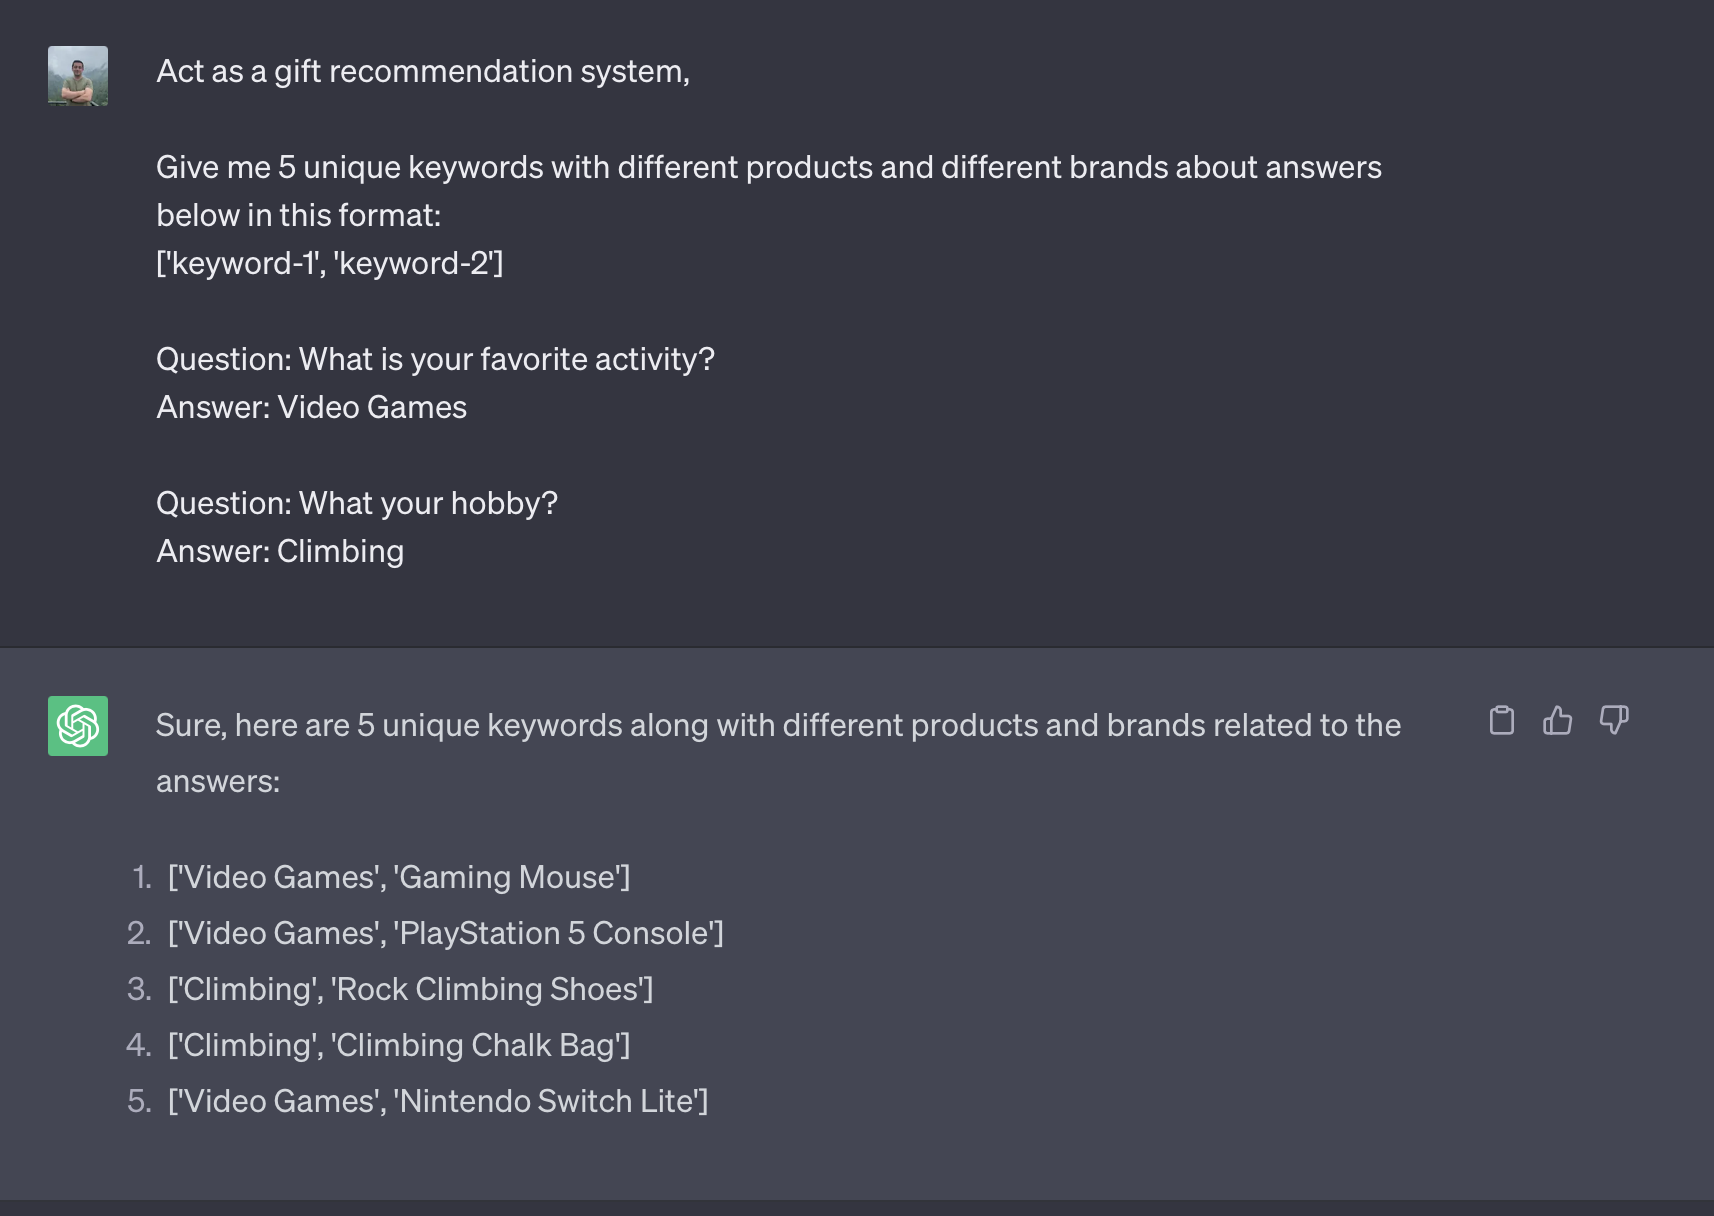 Act as a gift recommendation system,
Give me 5 unique keywords with different products and different brands about answers
below in this format:
['keyword-1', 'keyword-2']
Question: What is your favorite activity?
Answer: Video Games
Question: What your hobby?
Answer: Climbing
Sure, here are 5 unique keywords along with different products and brands related to the
answers:
1. ['Video Games', 'Gaming Mouse']
2. ['Video Games', 'PlayStation 5 Console']
3. ['Climbing', 'Rock Climbing Shoes']
4. ['Climbing', 'Climbing Chalk Bag']
5. ['Video Games', 'Nintendo Switch Lite']